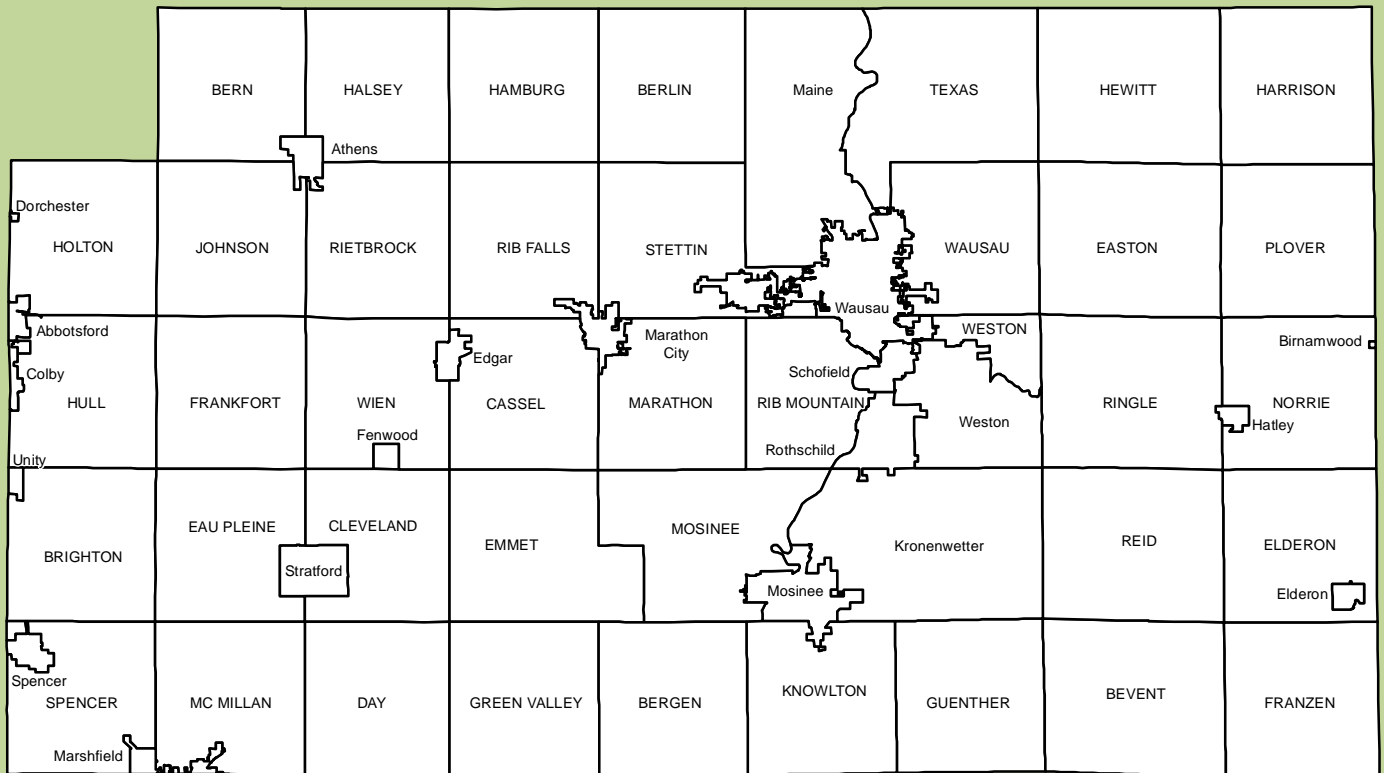 BERN
HALSEY
HAMBURG
BERLIN
Maine
TEXAS
HEWITT
HARRISON
Athens
Dorchester
HOLTON
JOHNSON
RIETBROCK
RIB FALLS
STETTIN
WAUSAU
EASTON
PLOVER
Wausau
Abbotsford
Edgar
Marathon
City
WESTON
Birnamwood
Colby
Schofield
HULL
FRANKFORT
WIEN
CASSEL
MARATHON
RIB MOUNTAIN
Weston
RINGLE
NORRIE
Hatley
Fenwood
Rothschild
Unity
EAU PLEINE
CLEVELAND
MOSINEE
BRIGHTON
EMMET
Kronenwetter
REID
ELDERON
Stratford
Mosinee
Elderon
Spencer
SPENCER
MC MILLAN
DAY
GREEN VALLEY
BERGEN
KNOWLTON
GUENTHER
BEVENT
FRANZEN
Marshfield